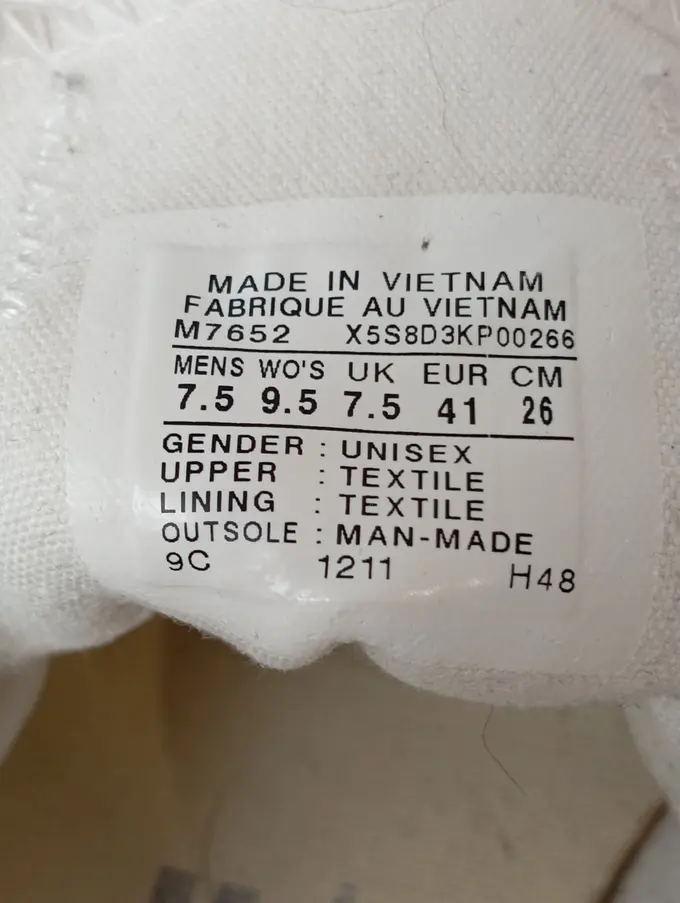 MADE IN VIETNAM
FABRIQUE AU VIETNAM
M7652 X5S8D3KP00266
MENS WO'S UK EUR CM
7.5 9.5 7.5 41 26
GENDER : UNISEX
UPPER : TEXTILE
LINING : TEXTILE
OUTSOLE : MAN-MADE
9C 1211 H48